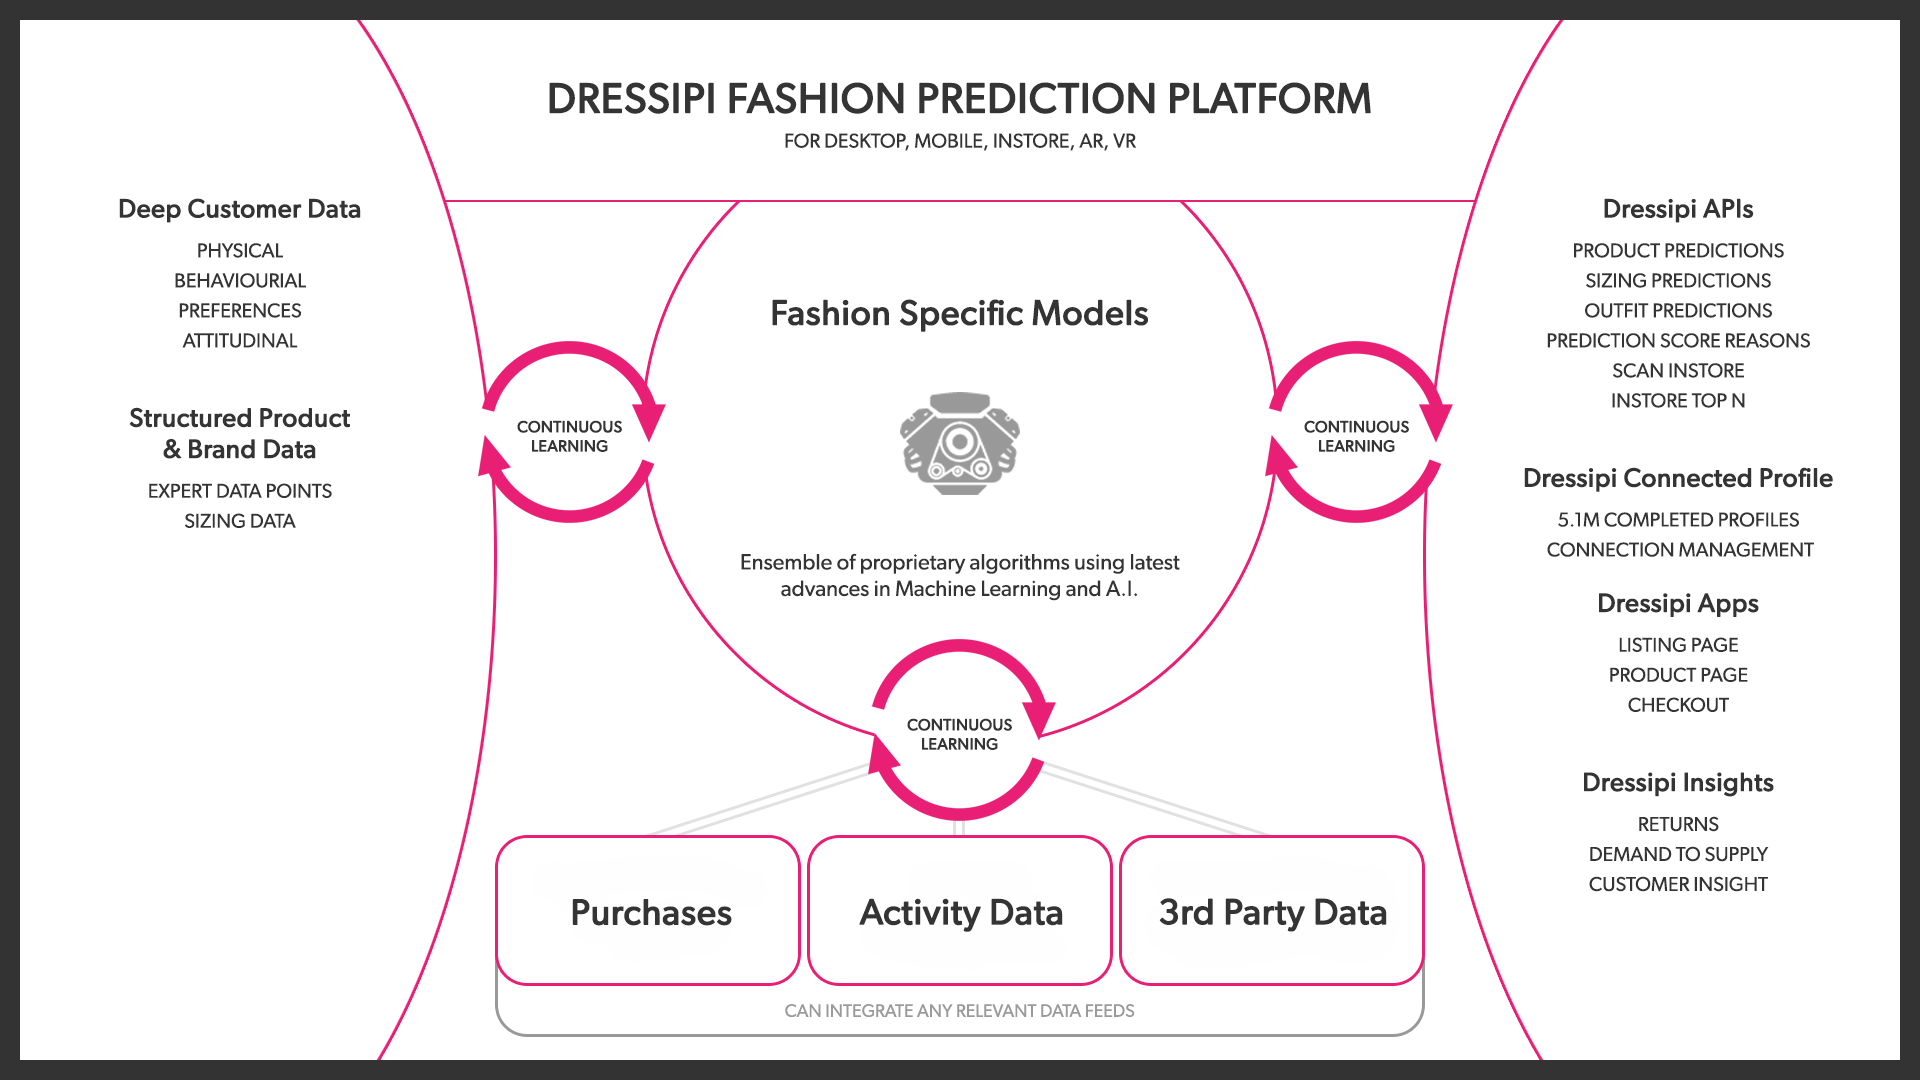 DRESSIPI FASHION PREDICTION PLATFORM
FOR DESKTOP, MOBILE, INSTORE, AR, VR
Deep Customer Data
PHYSICAL
BEHAVIOURIAL
PREFERENCES
ATTITUDINAL
Structured Product
& Brand Data
EXPERT DATA POINTS
SIZING DATA
CONTINUOUS
LEARNING
Fashion Specific Models
Ensemble of proprietary algorithms using latest
advances in Machine Learning and A.I.
CONTINUOUS
LEARNING
CONTINUOUS
LEARNING
Purchases
Activity Data
3rd Party Data
CAN INTEGRATE ANY RELEVANT DATA FEEDS
Dressipi APIs
PRODUCT PREDICTIONS
SIZING PREDICTIONS
OUTFIT PREDICTIONS
PREDICTION SCORE REASONS
SCAN INSTORE
INSTORE TOP N
Dressipi Connected Profile
5.1M COMPLETED PROFILES
CONNECTION MANAGEMENT
Dressipi Apps
LISTING PAGE
PRODUCT PAGE
CHECKOUT
Dressipi Insights
RETURNS
DEMAND TO SUPPLY
CUSTOMER INSIGHT